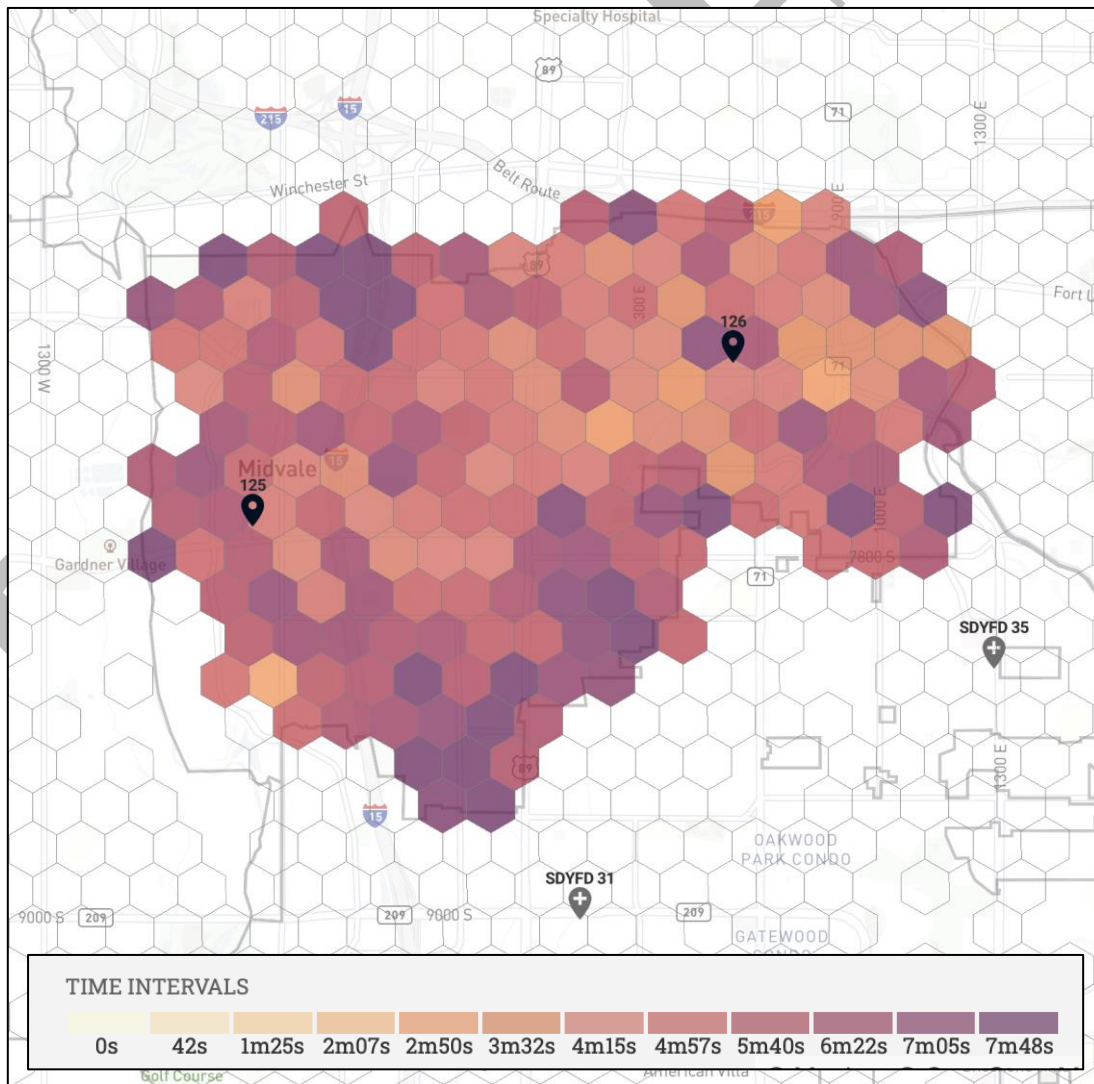 Specialty Hospital
89
15
215
71
1300 E
Winchester St
Belt Route
900 E
215
89
300 E
Fort U
126
1300 W
71
Midvale
15
125
1000 E
Gardner Village
7800 S
71
SDYFD 35
1300 E
89
15
OAKWOOD
PARK CONDO
SDYFD 31
9000 S
209
209
9000 S
209
GATEWOOD
TIME INTERVALS
0s 42s 1m25s 2m07s 2m50s 3m32s 4m15s 4m57s 5m40s 6m22s 7m05s 7m48s
Golf Course
American Villa